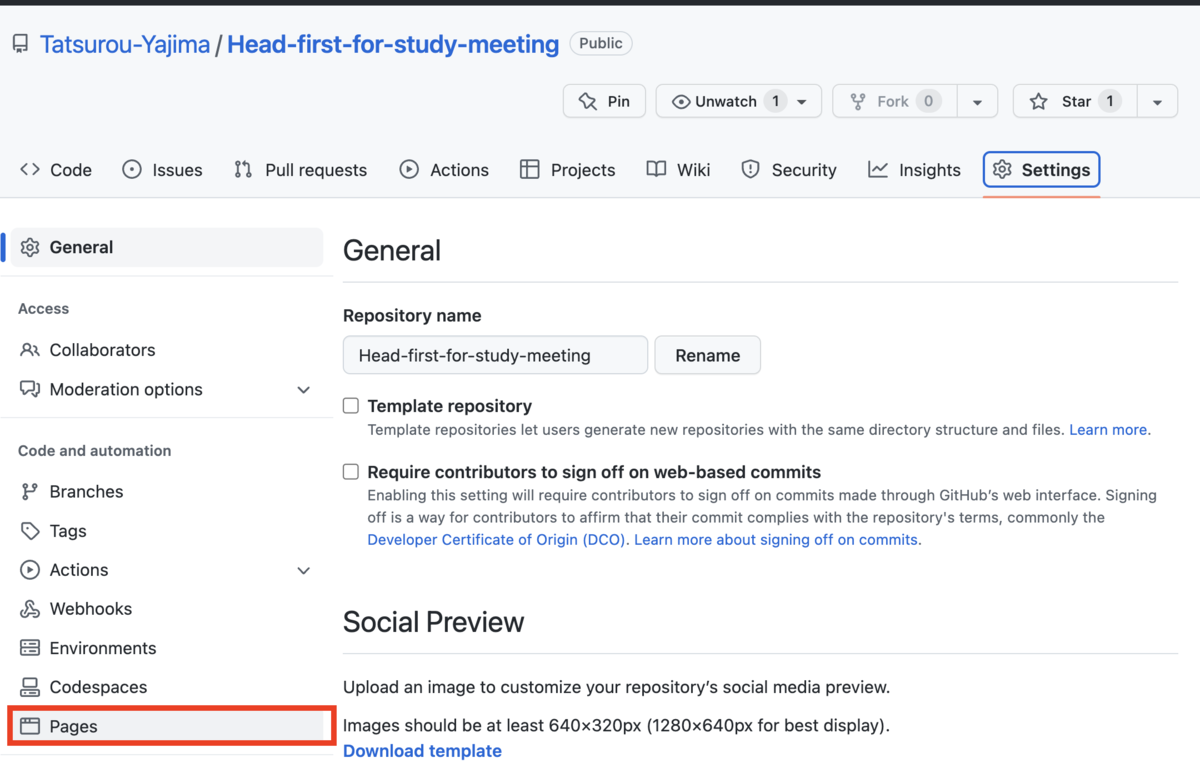 Tatsurou-Yajima / Head-first-for-study-meeting Public
Pin Unwatch 1 Fork 0 Star 1
Code Issues Pull requests Actions Projects Wiki Security Insights Settings
General
Access
Collaborators
Moderation options
Code and automation
Branches
Tags
Actions
Webhooks
Environments
Codespaces
Pages
General
Repository name
Head-first-for-study-meeting Rename
Template repository
Template repositories let users generate new repositories with the same directory structure and files. Learn more.
Require contributors to sign off on web-based commits
Enabling this setting will require contributors to sign off on commits made through GitHub's web interface. Signing
off is a way for contributors to affirm that their commit complies with the repository's terms, commonly the
Developer Certificate of Origin (DCO). Learn more about signing off on commits.
Social Preview
Upload an image to customize your repository's social media preview.
Images should be at least 640×320px (1280×640px for best display).
Download template